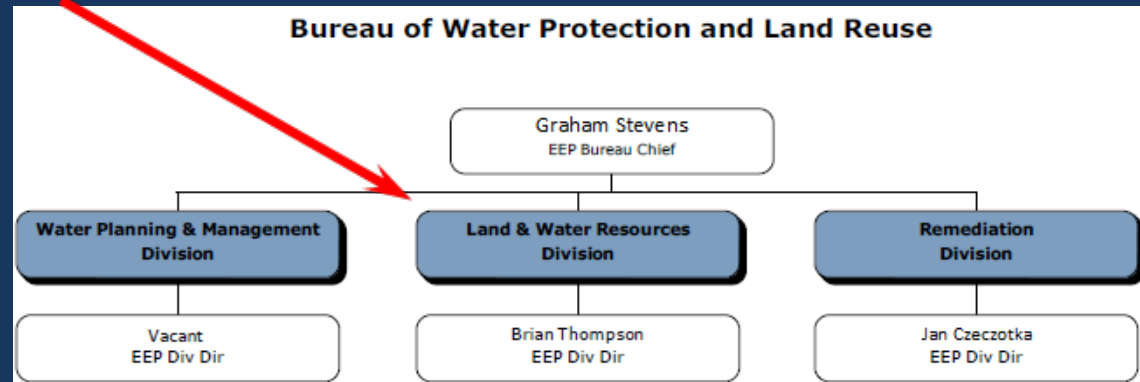 Bureau of Water Protection and Land Reuse
Graham Stevens
EEP Bureau Chief
Water Planning & Management
Division
Land & Water Resources
Division
Remediation
Division
Vacant
EEP Div Dir
Brian Thompson
EEP Div Dir
Jan Czeczotka
EEP Div Dir